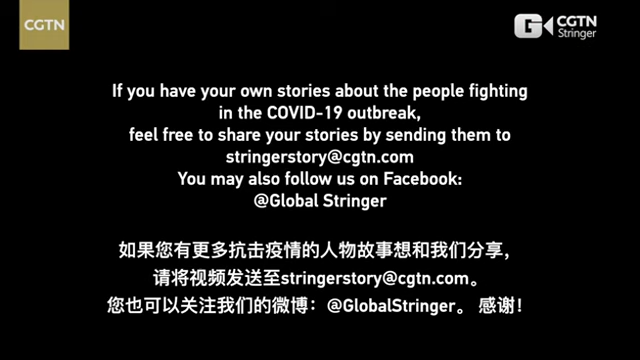 CGTN
CGTN
Stringer
If you have your own stories about the people fighting
in the COVID-19 outbreak,
feel free to share your stories by sending them to
stringerstory@cgtn.com
You may also follow us on Facebook:
@Global Stringer
如果您有更多抗击疫情的人物故事想和我们分享，
请将视频发送至stringerstory@cgtn.com。
您也可以关注我们的微博：@GlobalStringer。 感谢！